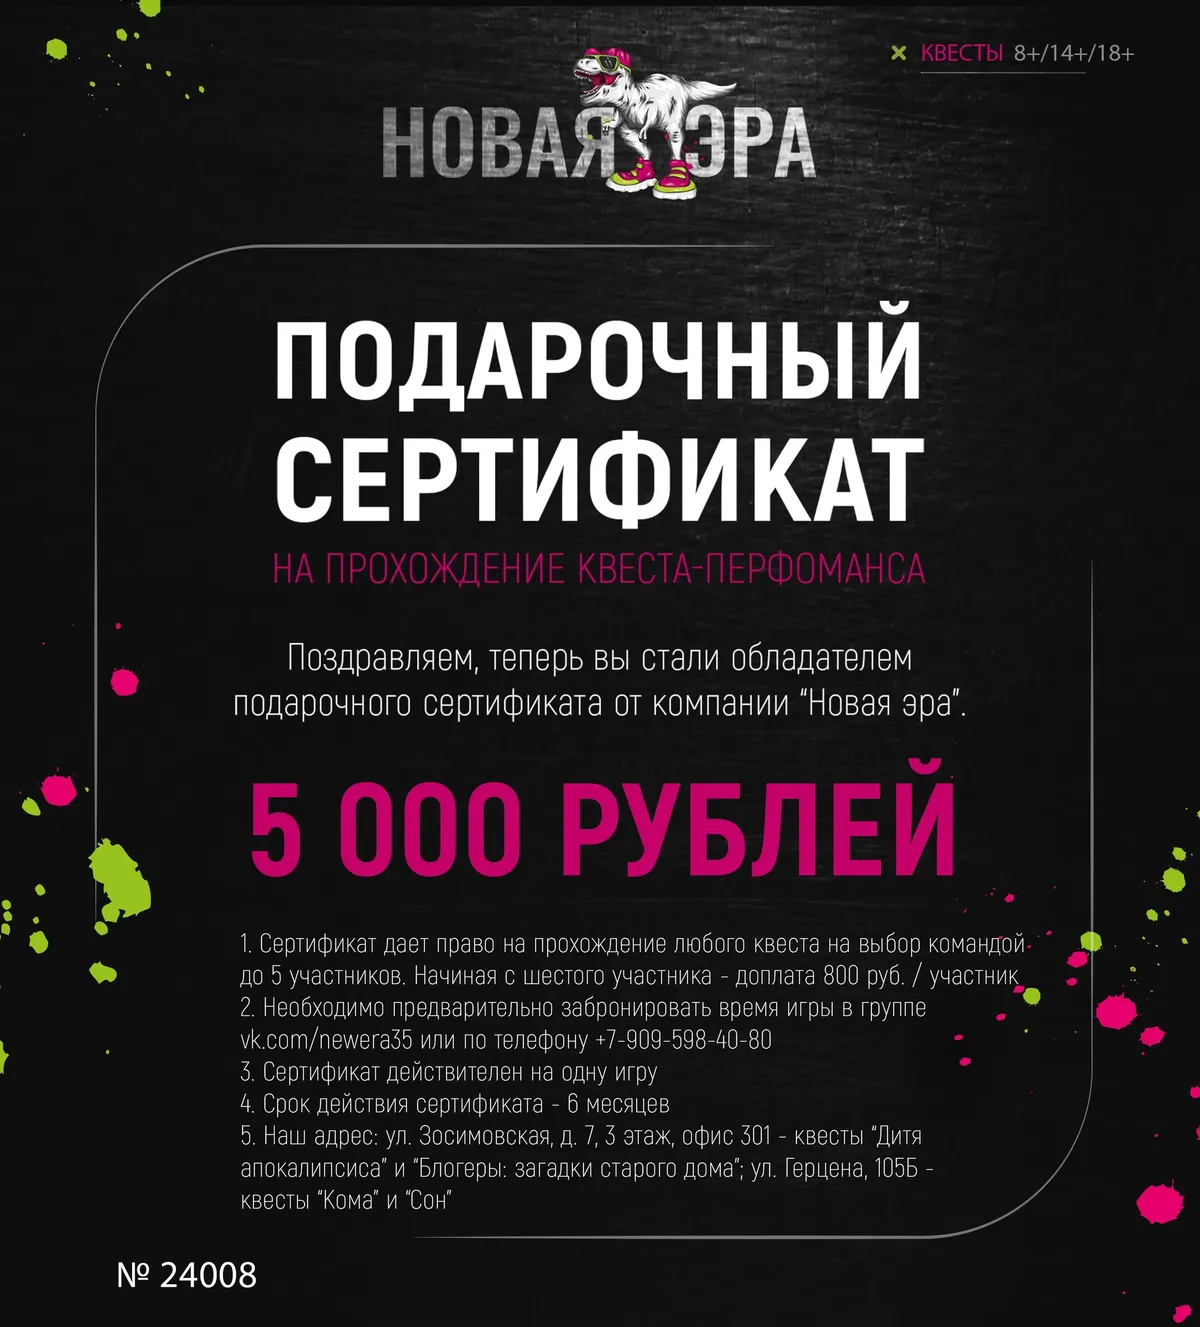 КВЕСТЫ 8+/14+/18+
НОВАЯ ЭРА
ПОДАРОЧНЫЙ
СЕРТИФИКАТ
НА ПРОХОЖДЕНИЕ КВЕСТА-ПЕРФОМАНСА
Поздравляем, теперь вы стали обладателем
подарочного сертификата от компании “Новая эра”.
5 000 РУБЛЕЙ
1. Сертификат дает право на прохождение любого квеста на выбор командой
до 5 участников. Начиная с шестого участника - доплата 800 руб. / участник
2. Необходимо предварительно забронировать время игры в группе
vk.com/newera35 или по телефону +7-909-598-40-80
3. Сертификат действителен на одну игру
4. Срок действия сертификата - 6 месяцев
5. Наш адрес: ул. Зосимовская, д. 7, 3 этаж, офис 301 - квесты “Дитя
апокалипсиса” и “Блогеры: загадки старого дома”; ул. Герцена, 105Б -
квесты “Кома” и “Сон”
№ 24008